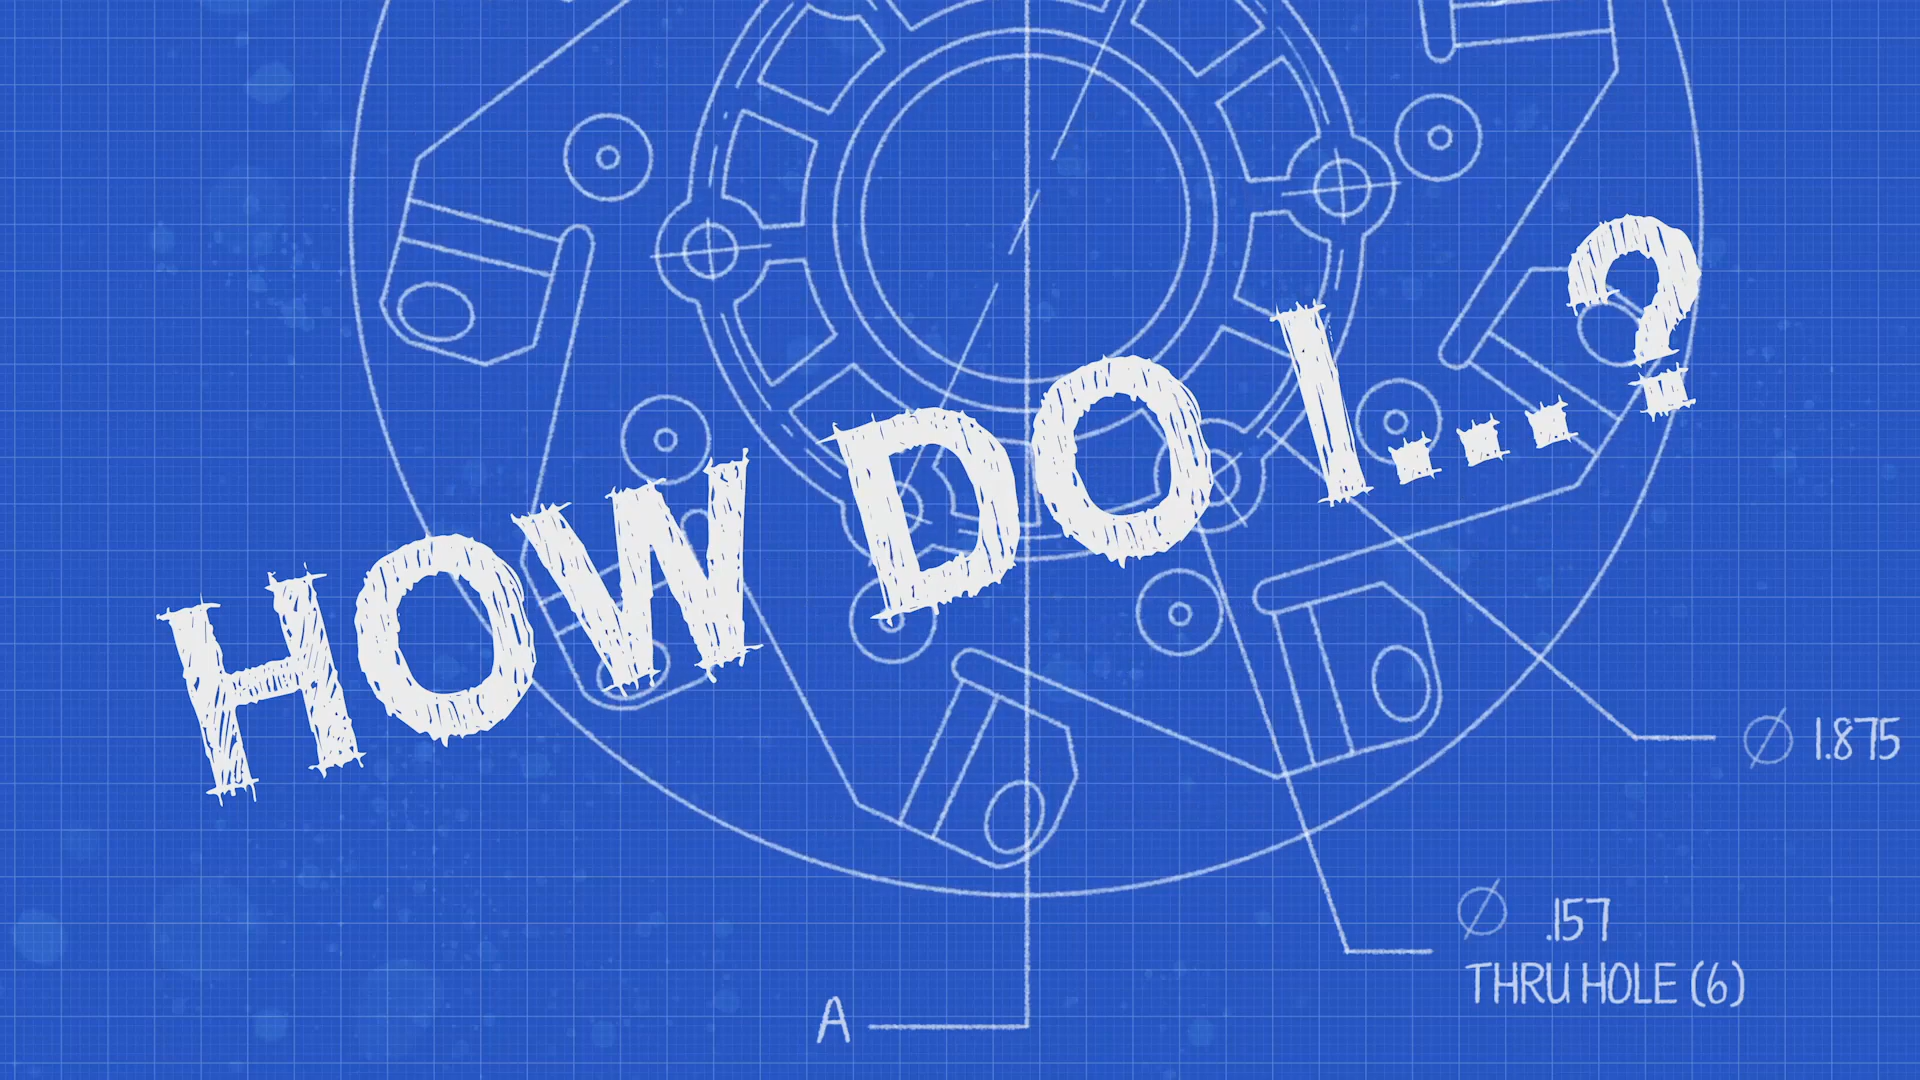 HOW DO I...?
Ø 1.875
Ø .157
THRU HOLE (6)
A